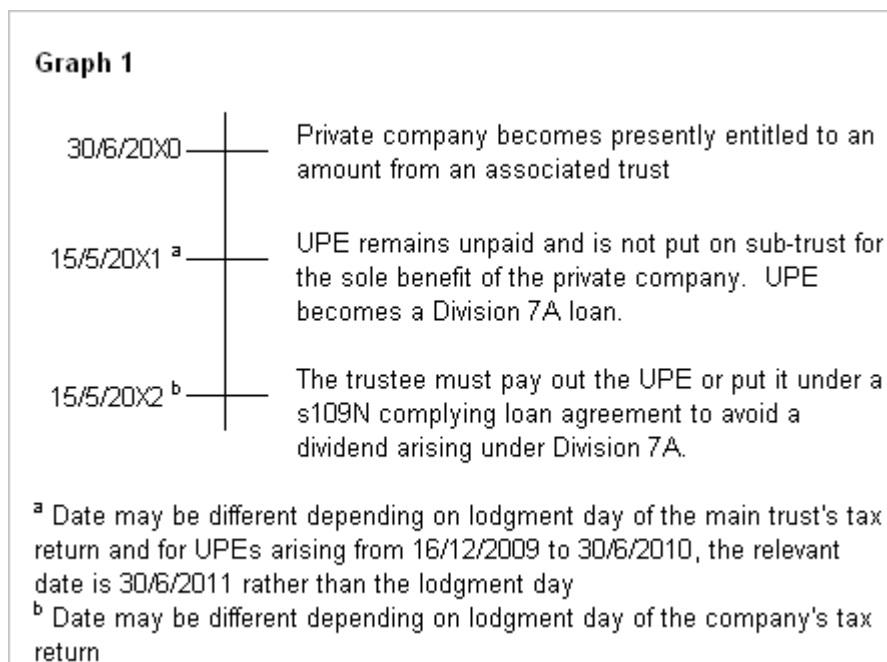 Graph 1
30/6/20X0
Private company becomes presently entitled to an
amount from an associated trust
15/5/20X1 a
UPE remains unpaid and is not put on sub-trust for
the sole benefit of the private company. UPE
becomes a Division 7A loan.
15/5/20X2 b
The trustee must pay out the UPE or put it under a
s109N complying loan agreement to avoid a
dividend arising under Division 7A.
a Date may be different depending on lodgment day of the main trust's tax
return and for UPEs arising from 16/12/2009 to 30/6/2010, the relevant
date is 30/6/2011 rather than the lodgment day
b Date may be different depending on lodgment day of the company's tax
return